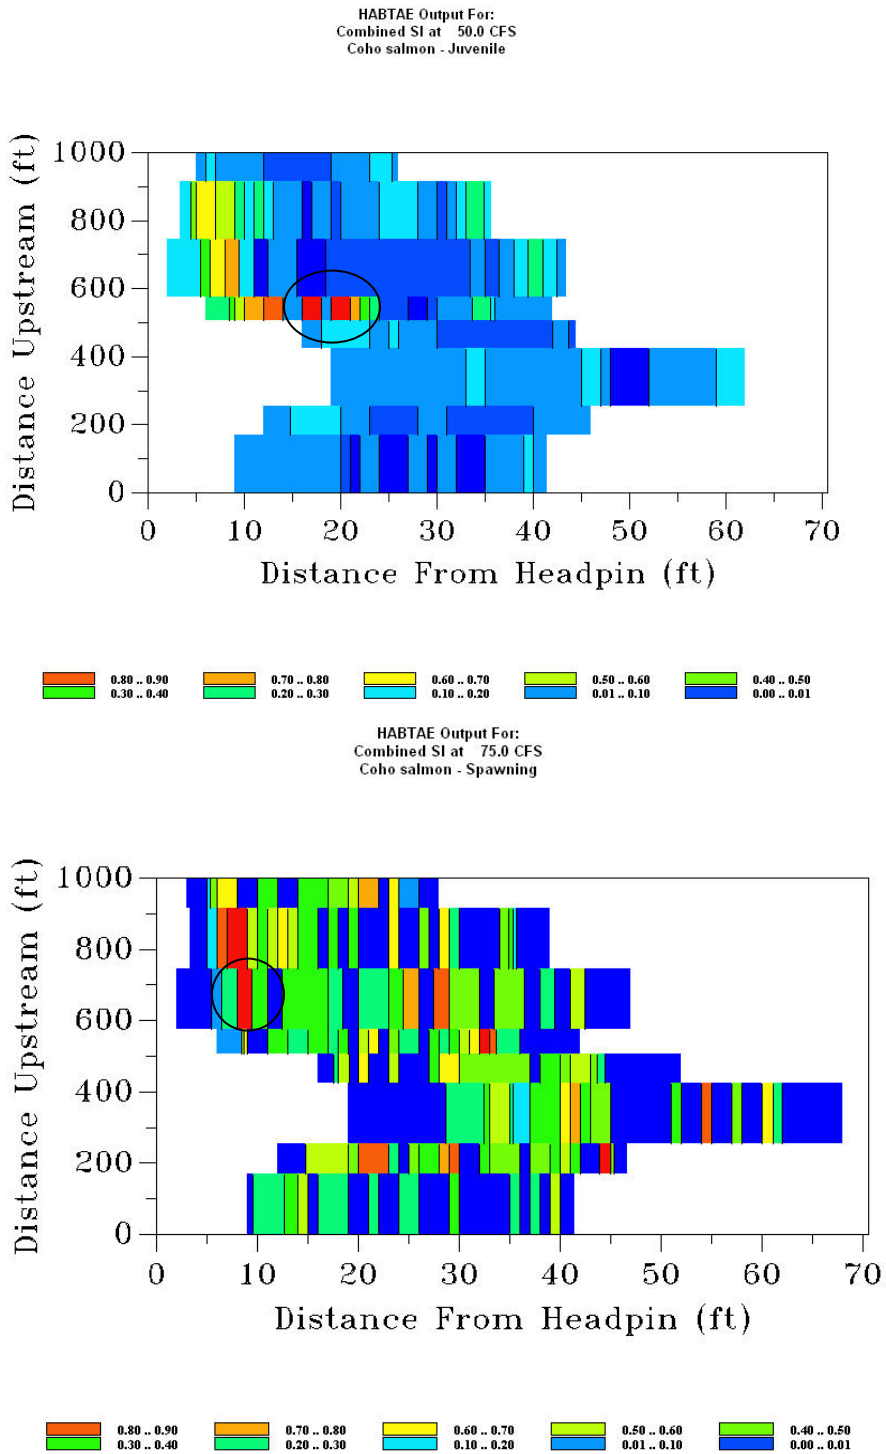 HABTAE Output For:
Combined SI at 50.0 CFS
Coho salmon - Juvenile
Distance Upstream (ft)
1000
800
600
400
200
0
0 10 20 30 40 50 60 70
Distance From Headpin (ft)
0.80 .. 0.90 0.70 .. 0.80 0.60 .. 0.70 0.50 .. 0.60 0.40 .. 0.50
0.30 .. 0.40 0.20 .. 0.30 0.10 .. 0.20 0.01 .. 0.10 0.00 .. 0.01
HABTAE Output For:
Combined SI at 75.0 CFS
Coho salmon - Spawning
Distance Upstream (ft)
1000
800
600
400
200
0
0 10 20 30 40 50 60 70
Distance From Headpin (ft)
0.80 .. 0.90 0.70 .. 0.80 0.60 .. 0.70 0.50 .. 0.60 0.40 .. 0.50
0.30 .. 0.40 0.20 .. 0.30 0.10 .. 0.20 0.01 .. 0.10 0.00 .. 0.01